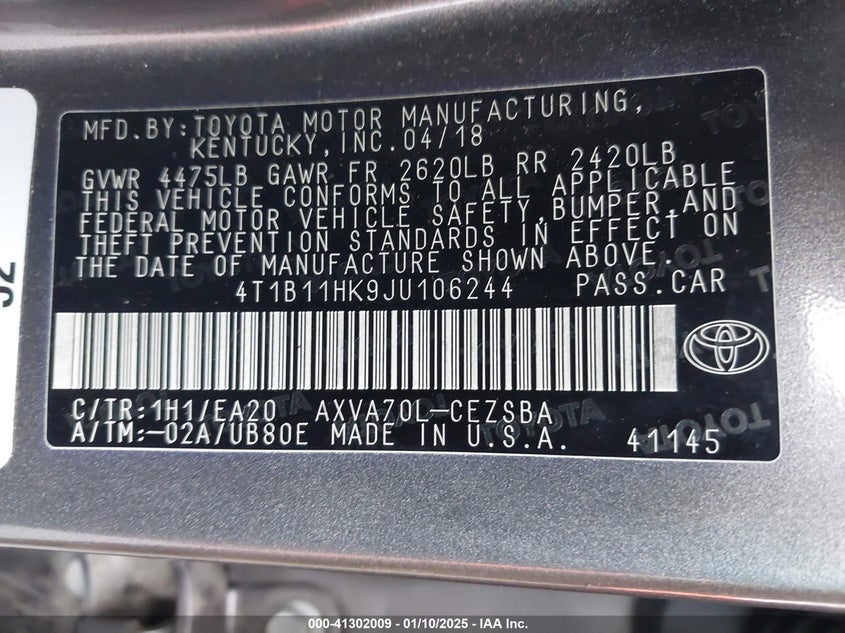 MFD.BY:TOYOTA MOTOR MANUFACTURING,
KENTUCKY,INC.04/18
GVWR 4475LB GAWR FR 2620LB RR 2420LB
THIS VEHICLE CONFORMS TO ALL APPLICABLE
FEDERAL MOTOR VEHICLE SAFETY,BUMPER,AND
THEFT PREVENTION STANDARDS IN EFFECT ON
THE DATE OF MANUFACTURE SHOWN ABOVE.
4T1B11HK9JU106244 PASS.CAR
C/TR:1H1/EA20 AXVA70L-CEZSBA
A/TM:-02A/UB80E MADE IN U.S.A. 41145
000-41302009 - 01/10/2025 - IAA Inc.